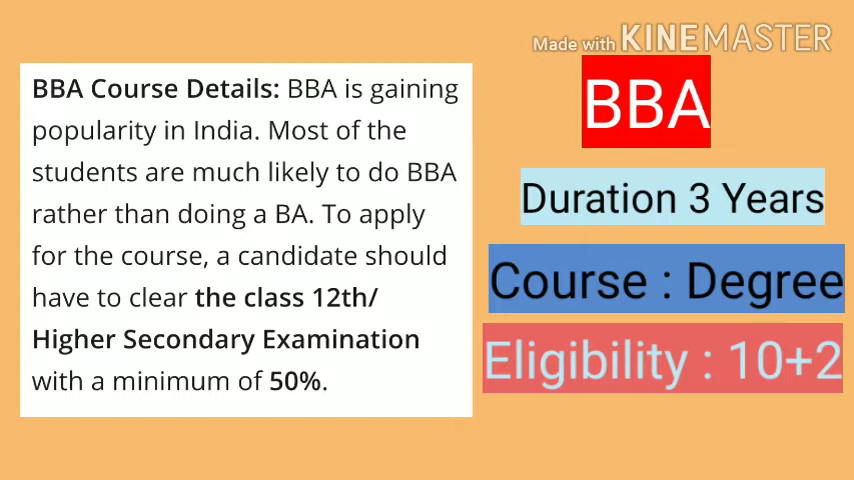 Made with KINEMASTER
BBA Course Details: BBA is gaining
popularity in India. Most of the
students are much likely to do BBA
rather than doing a BA. To apply
for the course, a candidate should
have to clear the class 12th/
Higher Secondary Examination
with a minimum of 50%.
BBA
Duration 3 Years
Course : Degree
Eligibility : 10+2